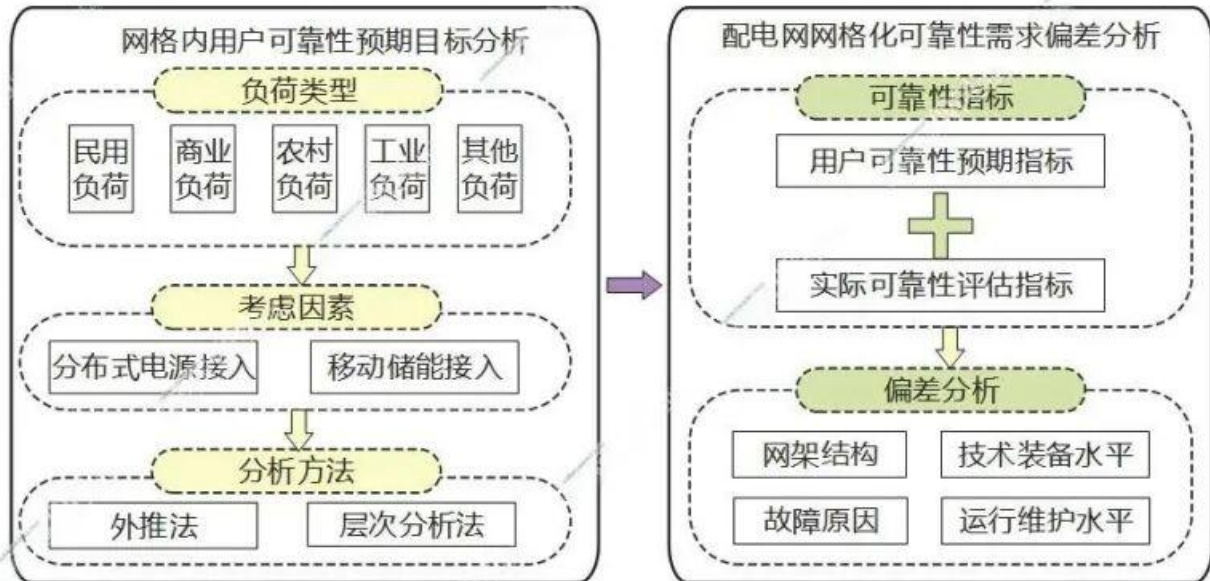 网格内用户可靠性预期目标分析
负荷类型
民用
负荷
商业
负荷
农村
负荷
工业
负荷
其他
负荷
考虑因素
分布式电源接入
移动储能接入
分析方法
外推法
层次分析法
配电网网格化可靠性需求偏差分析
可靠性指标
用户可靠性预期指标
实际可靠性评估指标
偏差分析
网架结构
技术装备水平
故障原因
运行维护水平